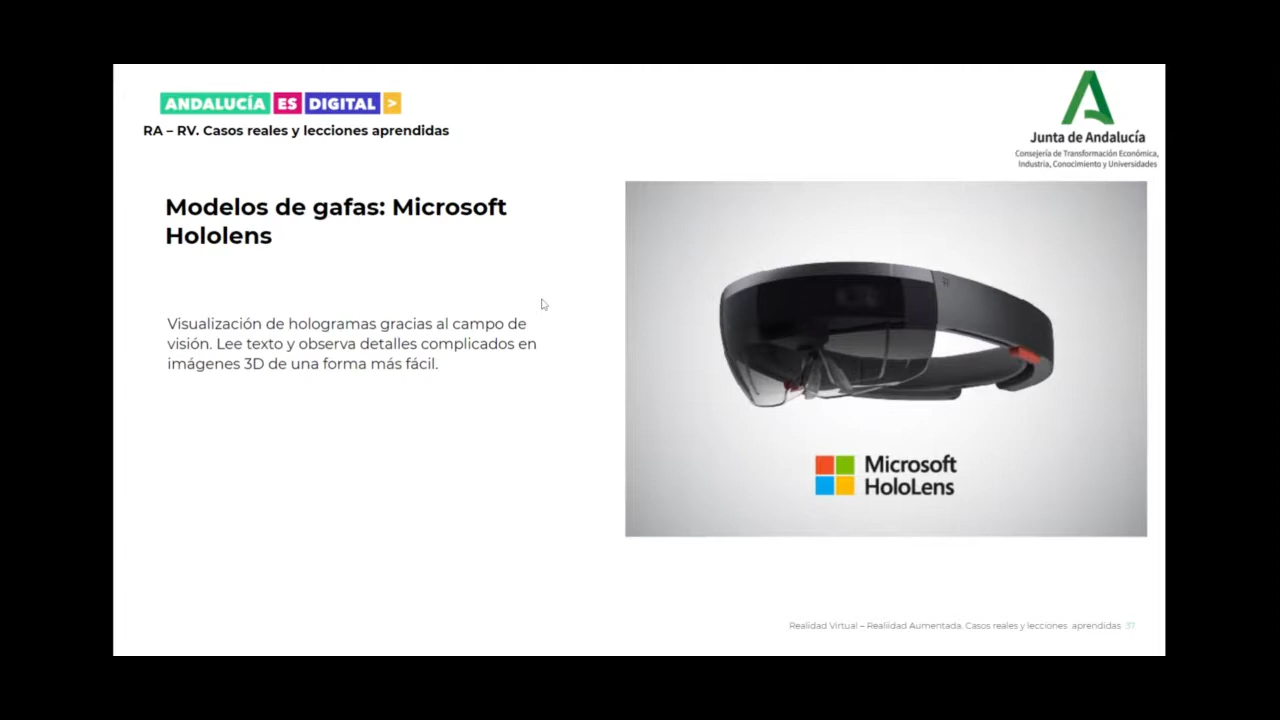 ANDALUCÍA ES DIGITAL >
RA – RV. Casos reales y lecciones aprendidas
Junta de Andalucía
Consejería de Transformación Económica,
Industria, Conocimiento y Universidades
Modelos de gafas: Microsoft
Hololens
Visualización de hologramas gracias al campo de
visión. Lee texto y observa detalles complicados en
imágenes 3D de una forma más fácil.
Microsoft
HoloLens
Realidad Virtual – Realiidad Aumentada. Casos reales y lecciones aprendidas 37